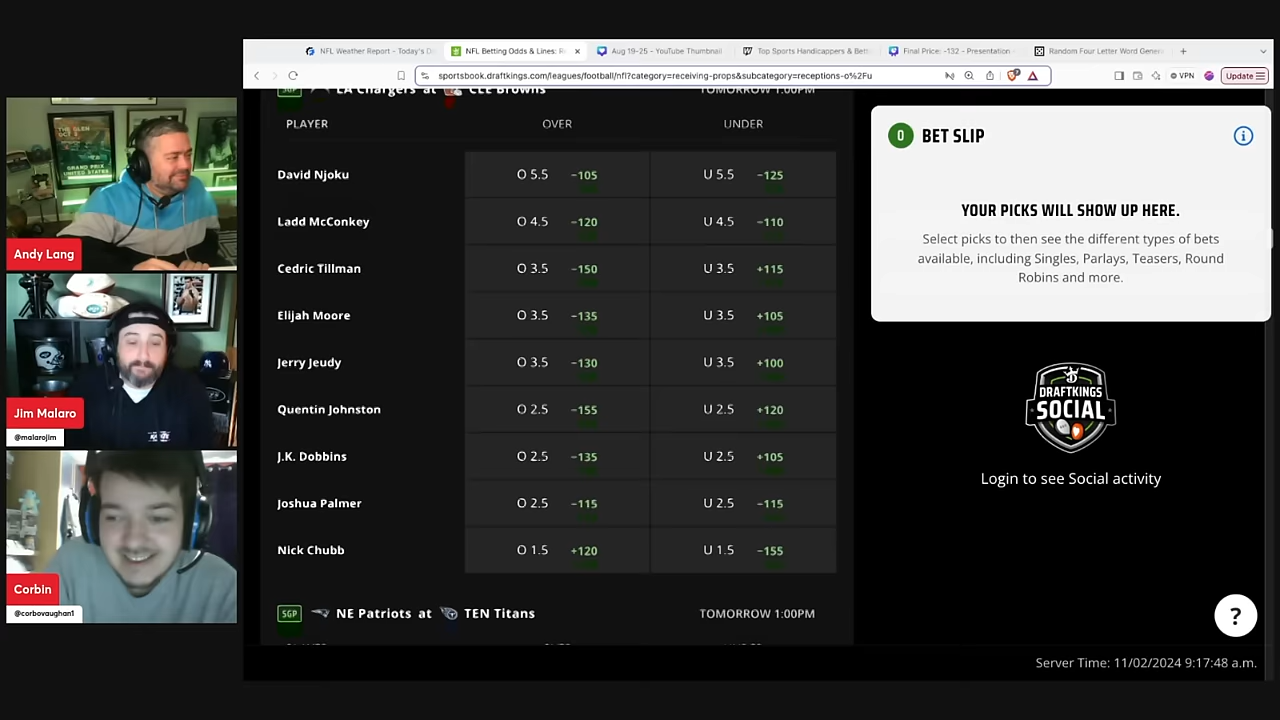 NFL Weather Report - Today's
NFL Betting Odds & Lines:
Aug 19-25 - YouTube Thumbnail
Top Sports Handicappers & Bett
Final Price: -132 - Presentation -
Random Four Letter Word Gener
sportsbook.draftkings.com/leagues/football/nfl?category=receiving-props&subcategory=receptions-o%2Fu
VPN
Update
SGP LA Chargers at CLE Browns TOMORROW 1:00PM
PLAYER OVER UNDER
David Njoku O 5.5 −105 U 5.5 −125
Ladd McConkey O 4.5 −120 U 4.5 −110
Cedric Tillman O 3.5 −150 U 3.5 +115
Elijah Moore O 3.5 −135 U 3.5 +105
Jerry Jeudy O 3.5 −130 U 3.5 +100
Quentin Johnston O 2.5 −155 U 2.5 +120
J.K. Dobbins O 2.5 −135 U 2.5 +105
Joshua Palmer O 2.5 −115 U 2.5 −115
Nick Chubb O 1.5 +120 U 1.5 −155
SGP NE Patriots at TEN Titans TOMORROW 1:00PM
0 BET SLIP
YOUR PICKS WILL SHOW UP HERE.
Select picks to then see the different types of bets
available, including Singles, Parlays, Teasers, Round
Robins and more.
DRAFTKINGS
SOCIAL
Login to see Social activity
?
Server Time: 11/02/2024 9:17:48 a.m.
THE GLEN
GRAND PRIX
UNITED STATES
Andy Lang
Jim Malaro
@malarojim
Corbin
@corbovaughan1